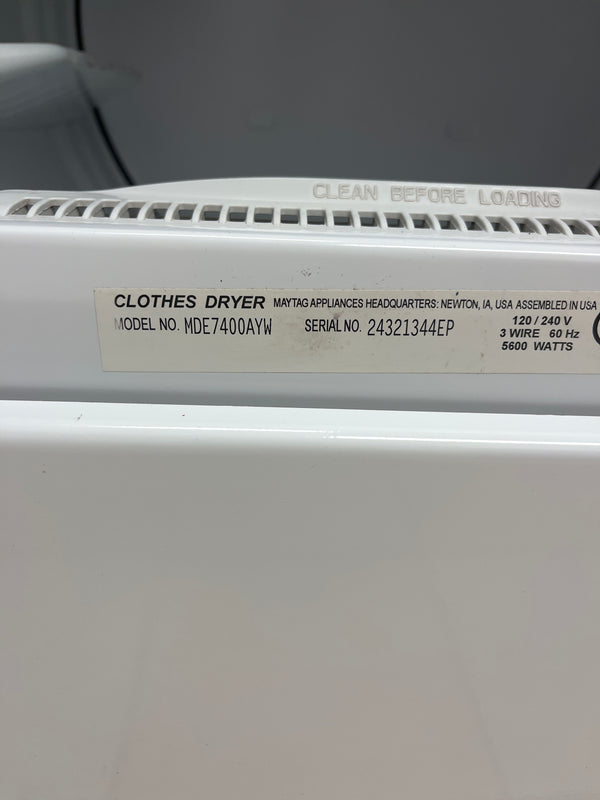 CLEAN BEFORE LOADING
CLOTHES DRYER MAYTAG APPLIANCES HEADQUARTERS: NEWTON, IA, USA ASSEMBLED IN USA
MODEL NO. MDE7400AYW SERIAL NO. 24321344EP
120 / 240 V
3 WIRE 60 Hz
5600 WATTS